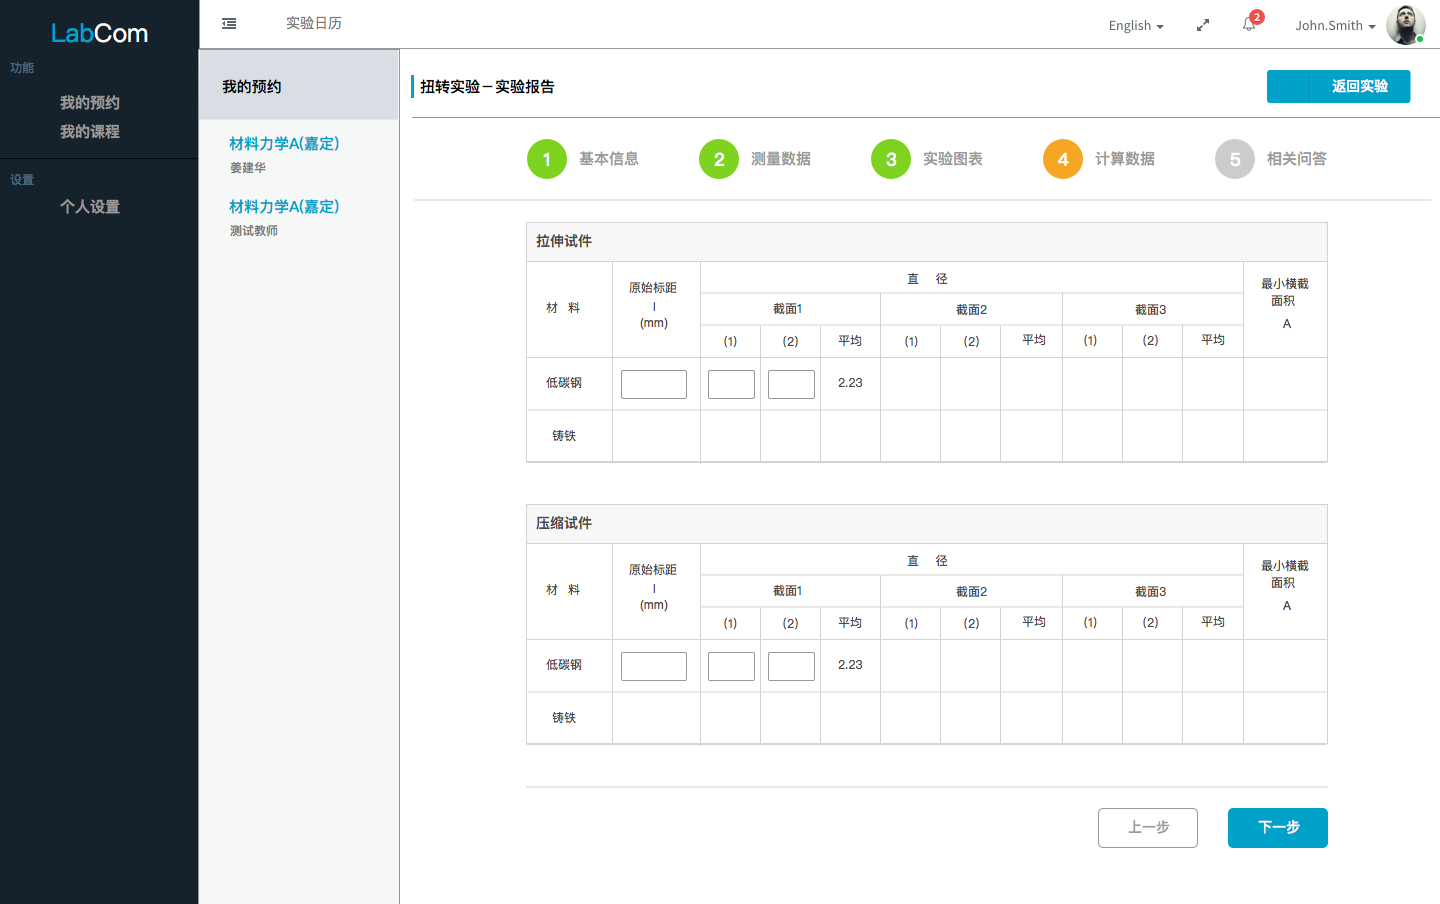 LabCom
功能
我的预约
我的课程
设置
个人设置
实验日历
English
2
John.Smith
我的预约
材料力学A(嘉定)
姜建华
材料力学A(嘉定)
测试教师
扭转实验－实验报告
返回实验
1 基本信息
2 测量数据
3 实验图表
4 计算数据
5 相关问答
拉伸试件
材 料
原始标距
l
(mm)
直 径
最小横截
面积
A
截面1 截面2 截面3
(1) (2) 平均 (1) (2) 平均 (1) (2) 平均
低碳钢 2.23
铸铁
压缩试件
材 料
原始标距
l
(mm)
直 径
最小横截
面积
A
截面1 截面2 截面3
(1) (2) 平均 (1) (2) 平均 (1) (2) 平均
低碳钢 2.23
铸铁
上一步
下一步